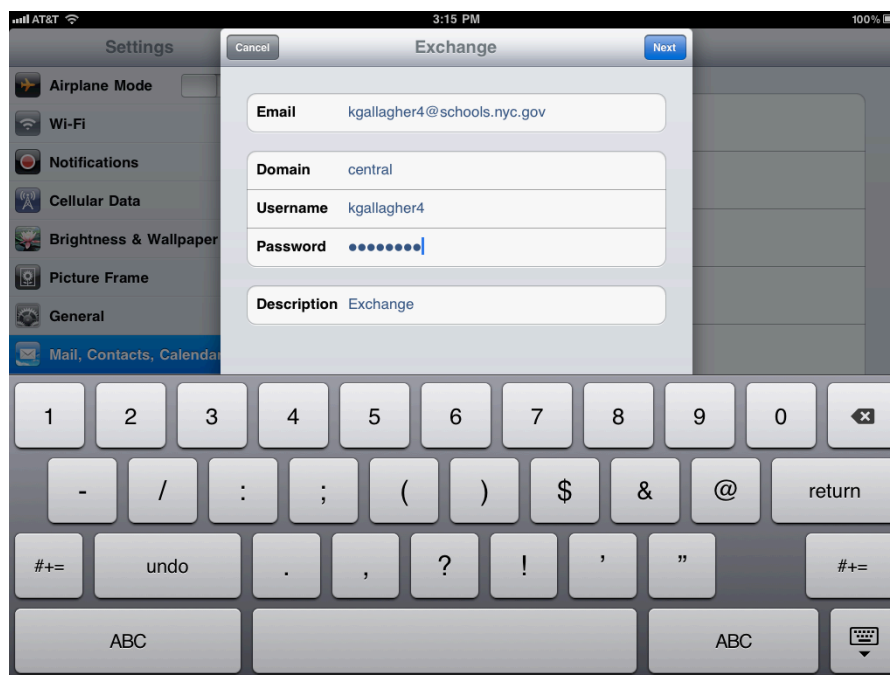 AT&T 3:15 PM 100%
Settings Cancel Exchange Next
Airplane Mode
Email kgallagher4@schools.nyc.gov
Wi-Fi
Notifications
Domain central
Cellular Data
Username kgallagher4
Brightness & Wallpaper
Password ●●●●●●●●
Picture Frame
Description Exchange
General
Mail, Contacts, Calendar
1 2 3 4 5 6 7 8 9 0
- / : ; ( ) $ & @ return
#+= undo . , ? ! ’ ” #+=
ABC ABC